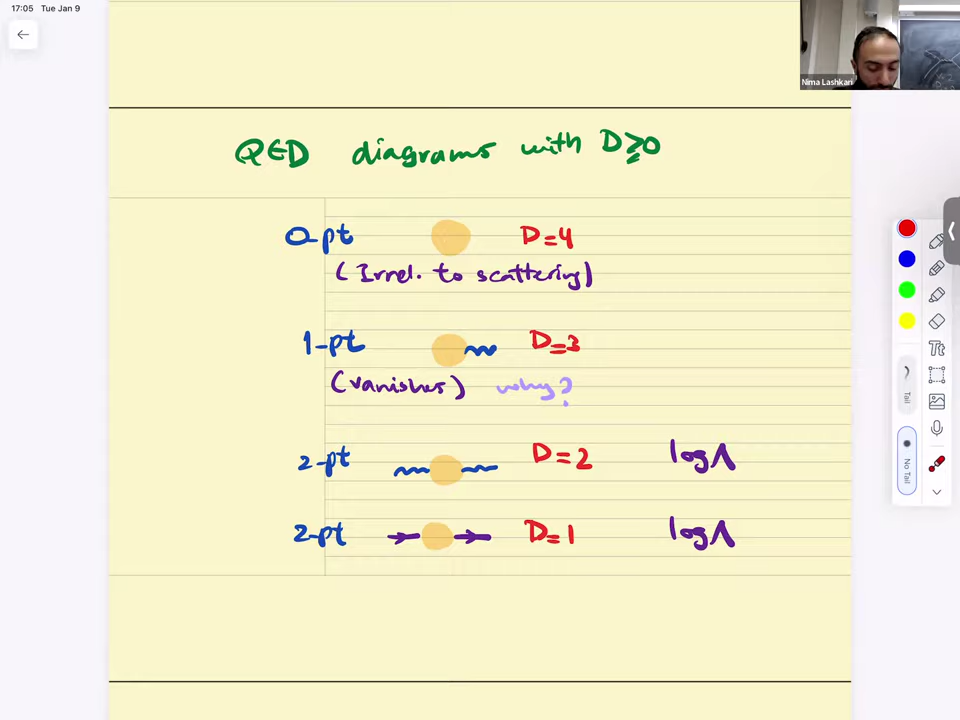 17:05 Tue Jan 9
Nima Lashkari
QED diagrams with D≥0
0-pt D=4
(Irrel. to scattering)
1-pt D=3
(vanishes) why?
2-pt D=2 logΛ
2-pt D=1 logΛ
Tt
Tail
No Tail